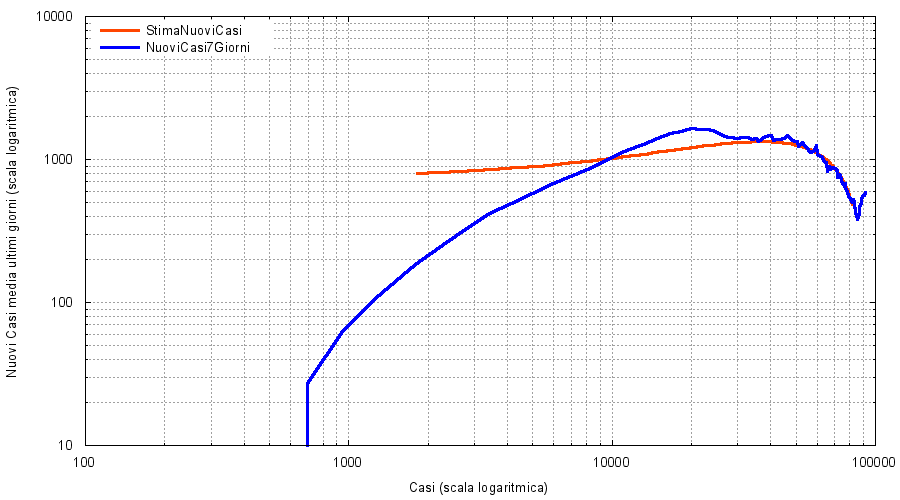 10000
StimaNuoviCasi
NuoviCasi7Giorni
1000
100
10
Nuovi Casi media ultimi giorni (scala logaritmica)
100
1000
10000
100000
Casi (scala logaritmica)